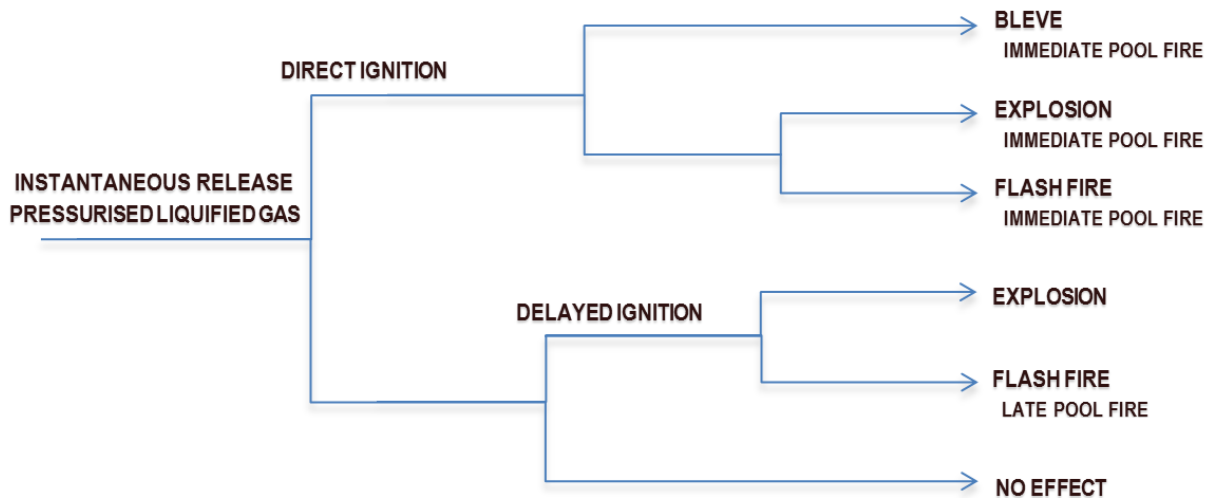 BLEVE
IMMEDIATE POOL FIRE
DIRECT IGNITION
EXPLOSION
IMMEDIATE POOL FIRE
INSTANTANEOUS RELEASE
PRESSURISED LIQUIFIED GAS
FLASH FIRE
IMMEDIATE POOL FIRE
DELAYED IGNITION
EXPLOSION
FLASH FIRE
LATE POOL FIRE
NO EFFECT